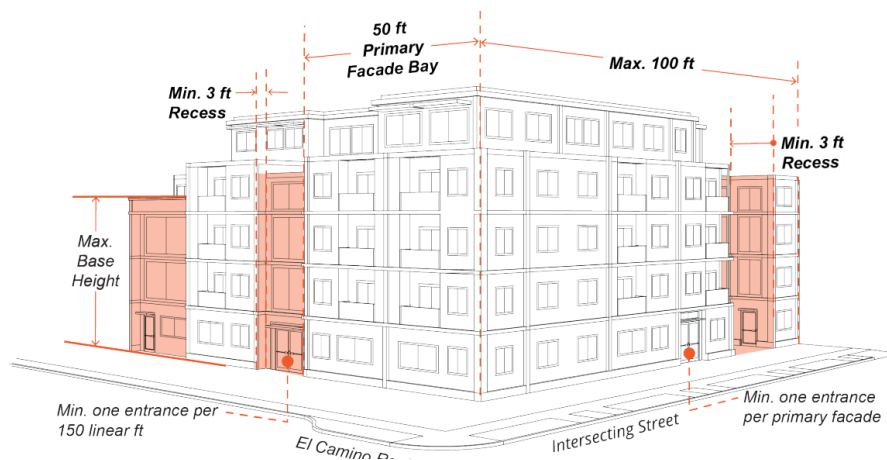 50 ft
Primary
Facade Bay
Max. 100 ft
Min. 3 ft
Recess
Min. 3 ft
Recess
Max.
Base
Height
Min. one entrance per
150 linear ft
Min. one entrance
per primary facade
El Camino
Intersecting Street